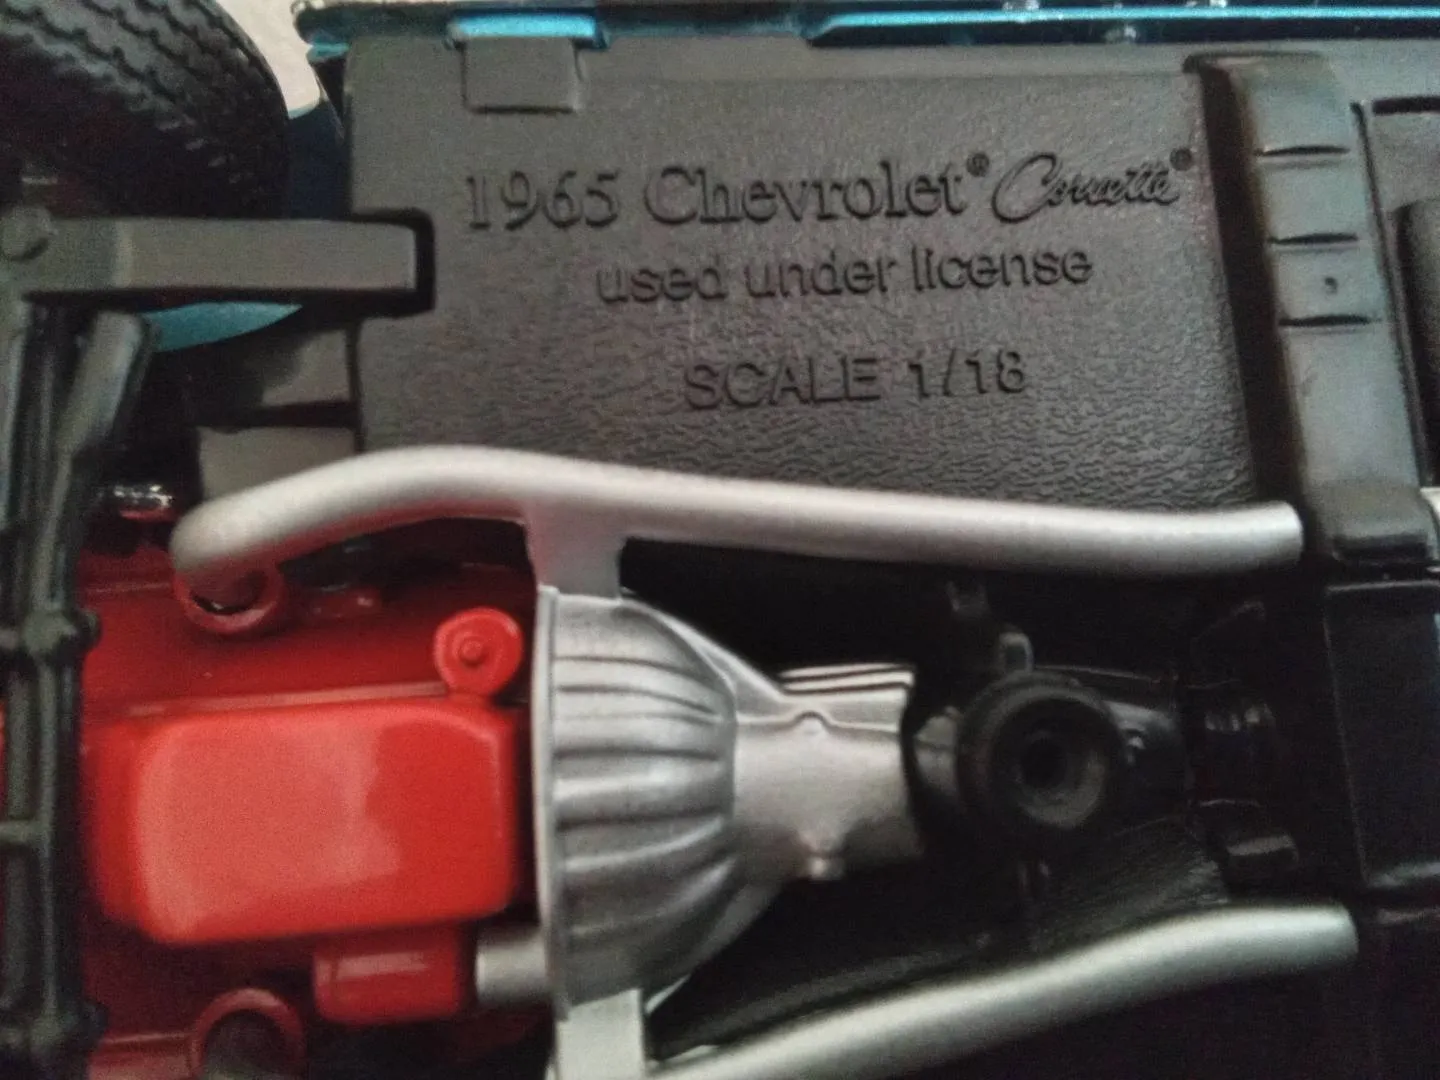 1965 Chevrolet® Corvette®
used under license
SCALE 1/18